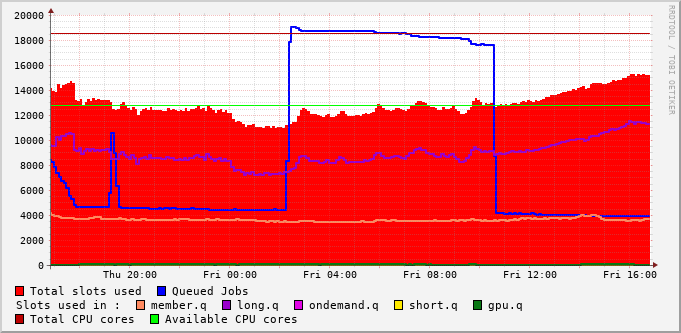 RRDTOOL / TOBI OETIKER
20000
18000
16000
14000
12000
10000
8000
6000
4000
2000
0
Thu 20:00 Fri 00:00 Fri 04:00 Fri 08:00 Fri 12:00 Fri 16:00
Total slots used Queued Jobs
Slots used in : member.q long.q ondemand.q short.q gpu.q
Total CPU cores Available CPU cores